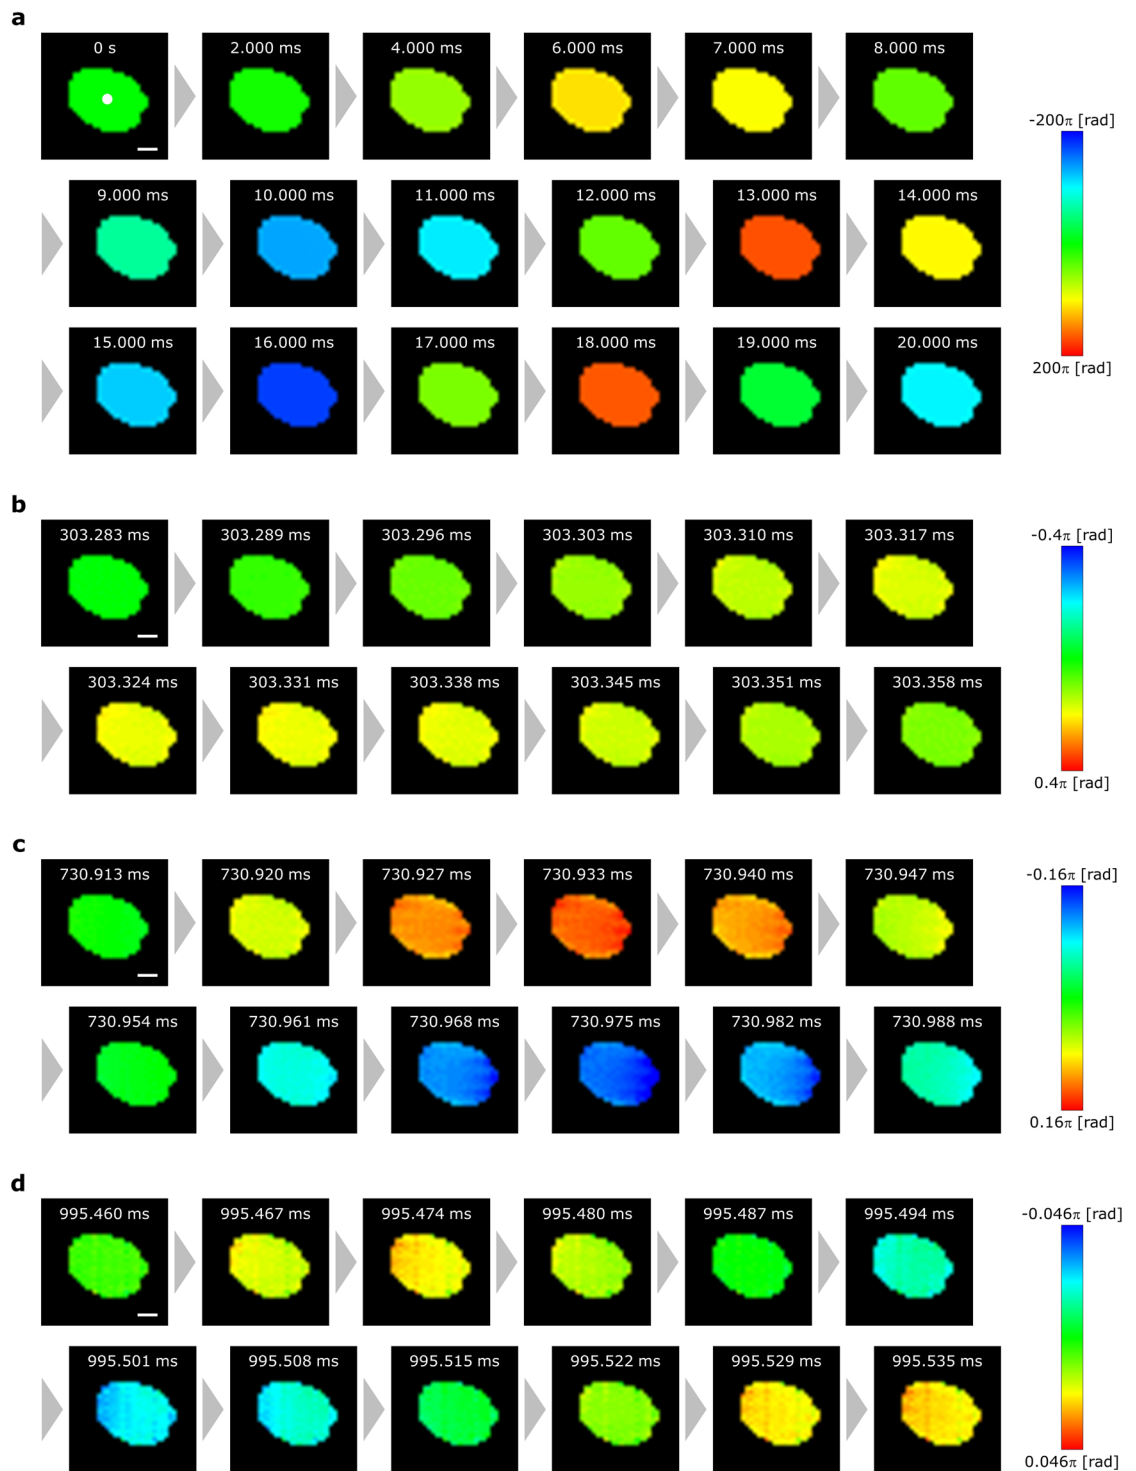 a
0 s
2.000 ms
4.000 ms
6.000 ms
7.000 ms
8.000 ms
-200π [rad]
9.000 ms
10.000 ms
11.000 ms
12.000 ms
13.000 ms
14.000 ms
15.000 ms
16.000 ms
17.000 ms
18.000 ms
19.000 ms
20.000 ms
200π [rad]
b
303.283 ms
303.289 ms
303.296 ms
303.303 ms
303.310 ms
303.317 ms
-0.4π [rad]
303.324 ms
303.331 ms
303.338 ms
303.345 ms
303.351 ms
303.358 ms
0.4π [rad]
c
730.913 ms
730.920 ms
730.927 ms
730.933 ms
730.940 ms
730.947 ms
-0.16π [rad]
730.954 ms
730.961 ms
730.968 ms
730.975 ms
730.982 ms
730.988 ms
0.16π [rad]
d
995.460 ms
995.467 ms
995.474 ms
995.480 ms
995.487 ms
995.494 ms
-0.046π [rad]
995.501 ms
995.508 ms
995.515 ms
995.522 ms
995.529 ms
995.535 ms
0.046π [rad]